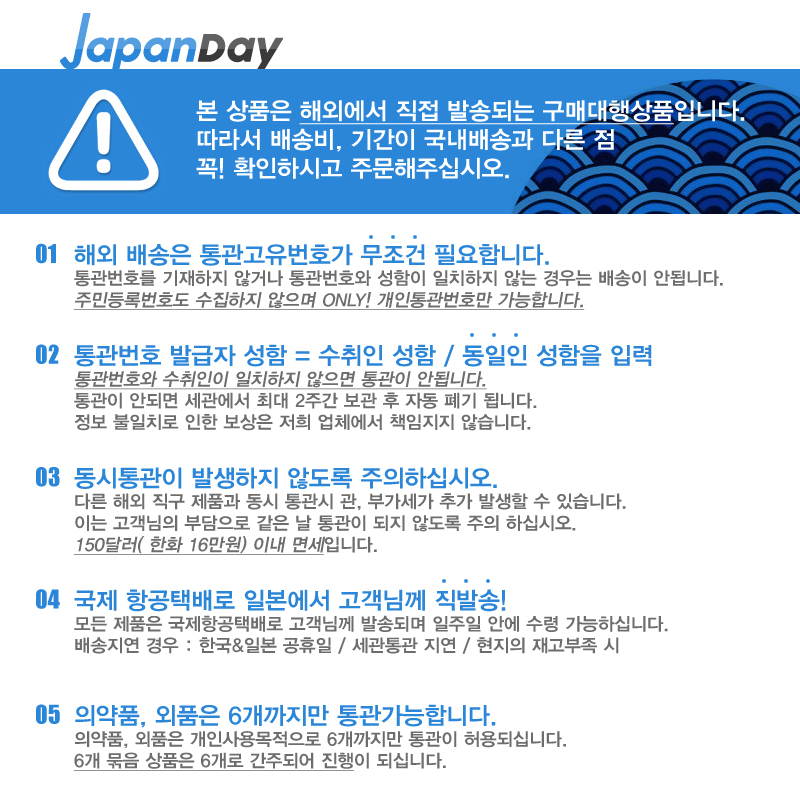 JapanDay
본 상품은 해외에서 직접 발송되는 구매대행상품입니다.
따라서 배송비, 기간이 국내배송과 다른 점
꼭! 확인하시고 주문해주십시오.
01 해외 배송은 통관고유번호가 무조건 필요합니다.
통관번호를 기재하지 않거나 통관번호와 성함이 일치하지 않는 경우는 배송이 안됩니다.
주민등록번호도 수집하지 않으며 ONLY! 개인통관번호만 가능합니다.
02 통관번호 발급자 성함 = 수취인 성함 / 동일인 성함을 입력
통관번호와 수취인이 일치하지 않으면 통관이 안됩니다.
통관이 안되면 세관에서 최대 2주간 보관 후 자동 폐기 됩니다.
정보 불일치로 인한 보상은 저희 업체에서 책임지지 않습니다.
03 동시통관이 발생하지 않도록 주의하십시오.
다른 해외 직구 제품과 동시 통관시 관, 부가세가 추가 발생할 수 있습니다.
이는 고객님의 부담으로 같은 날 통관이 되지 않도록 주의 하십시오.
150달러( 한화 16만원) 이내 면세입니다.
04 국제 항공택배로 일본에서 고객님께 직발송!
모든 제품은 국제항공택배로 고객님께 발송되며 일주일 안에 수령 가능하십니다.
배송지연 경우 : 한국&일본 공휴일 / 세관통관 지연 / 현지의 재고부족 시
05 의약품, 외품은 6개까지만 통관가능합니다.
의약품, 외품은 개인사용목적으로 6개까지만 통관이 허용되십니다.
6개 묶음 상품은 6개로 간주되어 진행이 되십니다.